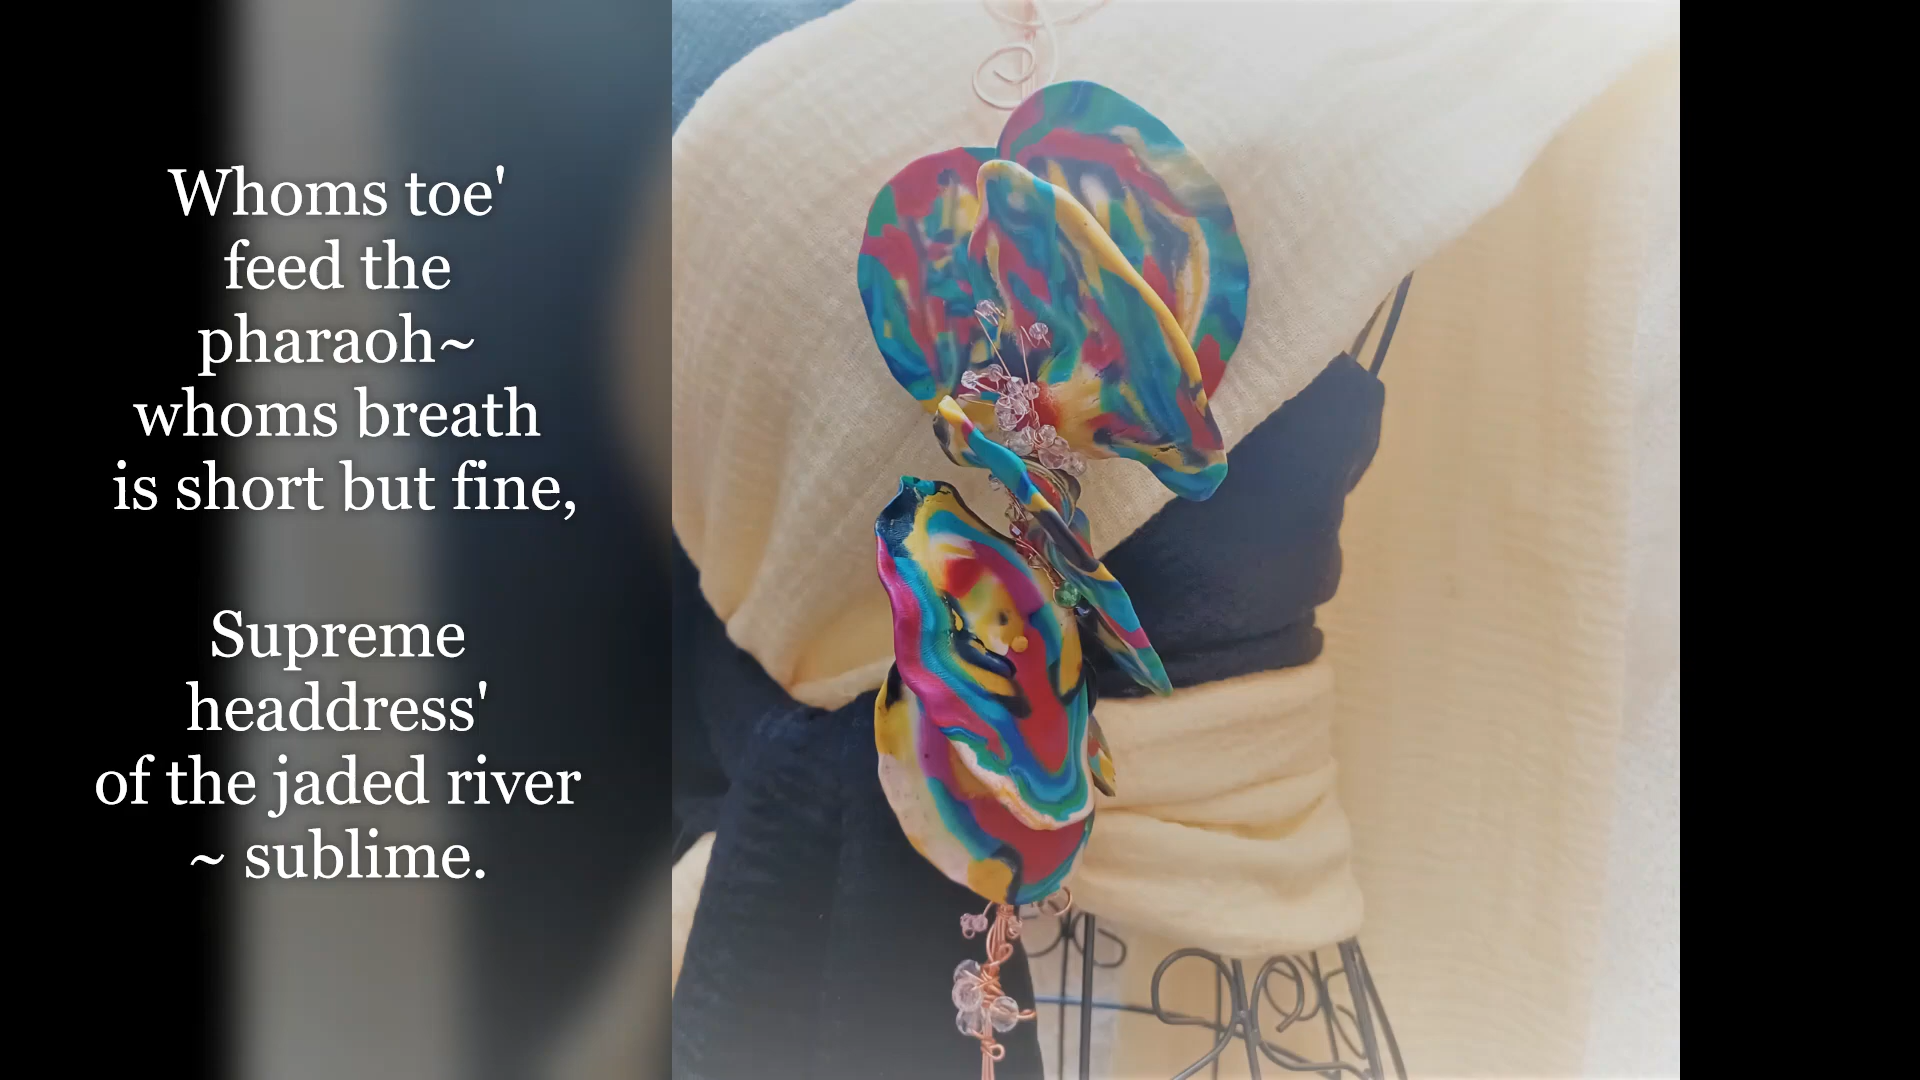 Whoms toe'
feed the
pharaoh~
whoms breath
is short but fine,
Supreme
headdress'
of the jaded river
~ sublime.